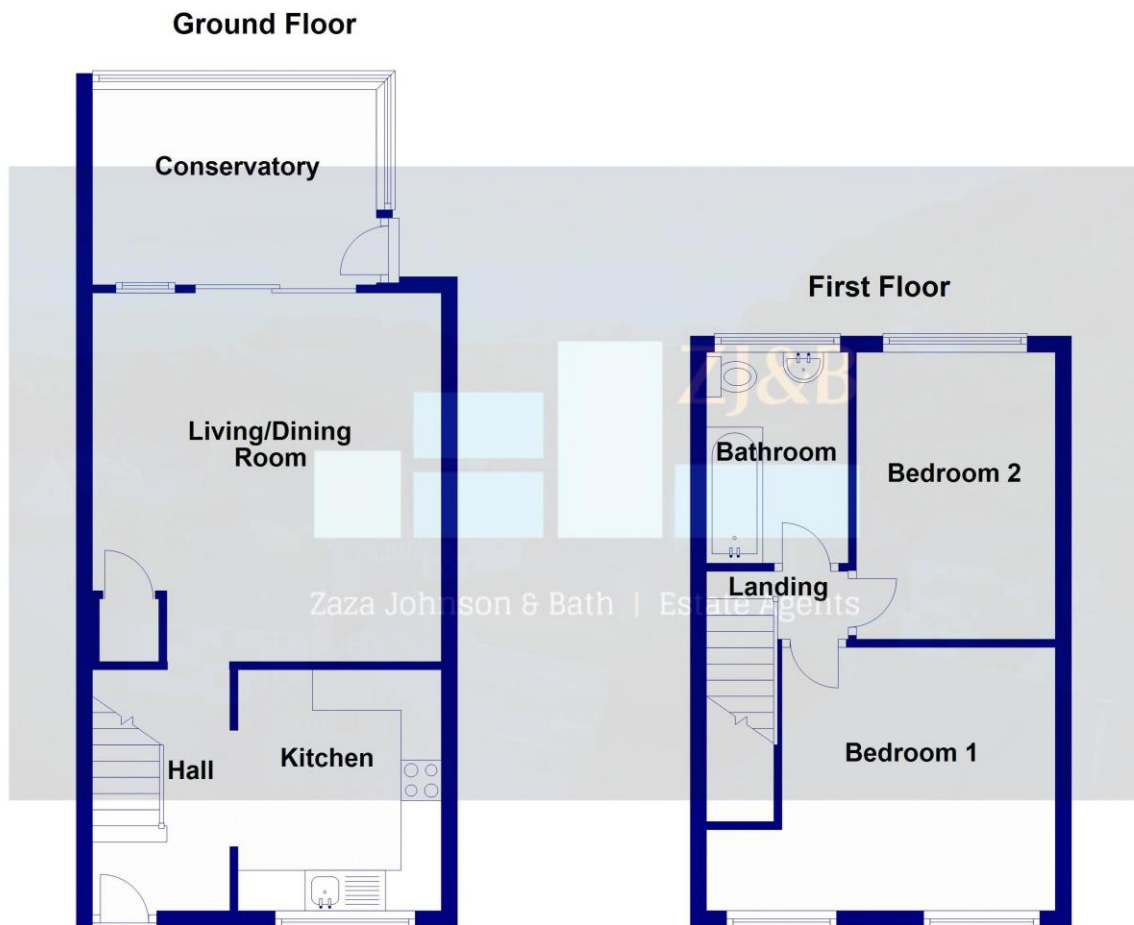 Ground Floor
Conservatory
Living/Dining
Room
Hall
Kitchen
First Floor
ZJ&B
Bathroom
Bedroom 2
Landing
Bedroom 1
Zaza Johnson & Bath | Estate Agents